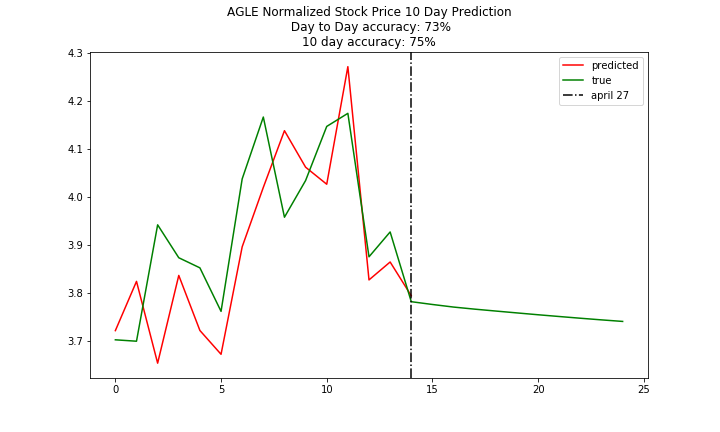 AGLE Normalized Stock Price 10 Day Prediction
Day to Day accuracy: 73%
10 day accuracy: 75%
predicted
true
april 27
4.3
4.2
4.1
4.0
3.9
3.8
3.7
0 5 10 15 20 25